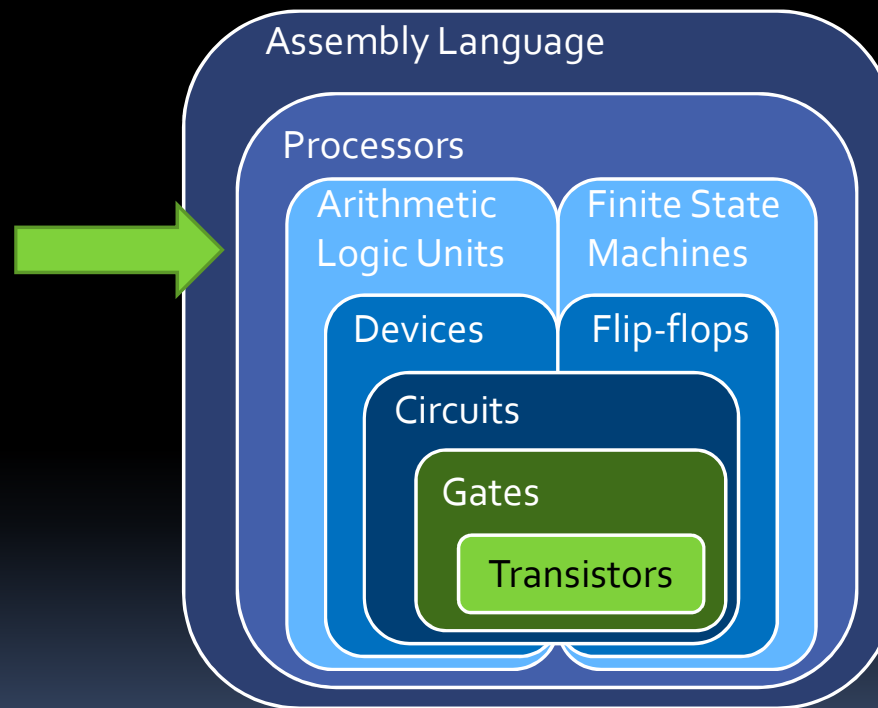 Assembly Language
Processors
Arithmetic
Logic Units
Finite State
Machines
Devices
Flip-flops
Circuits
Gates
Transistors